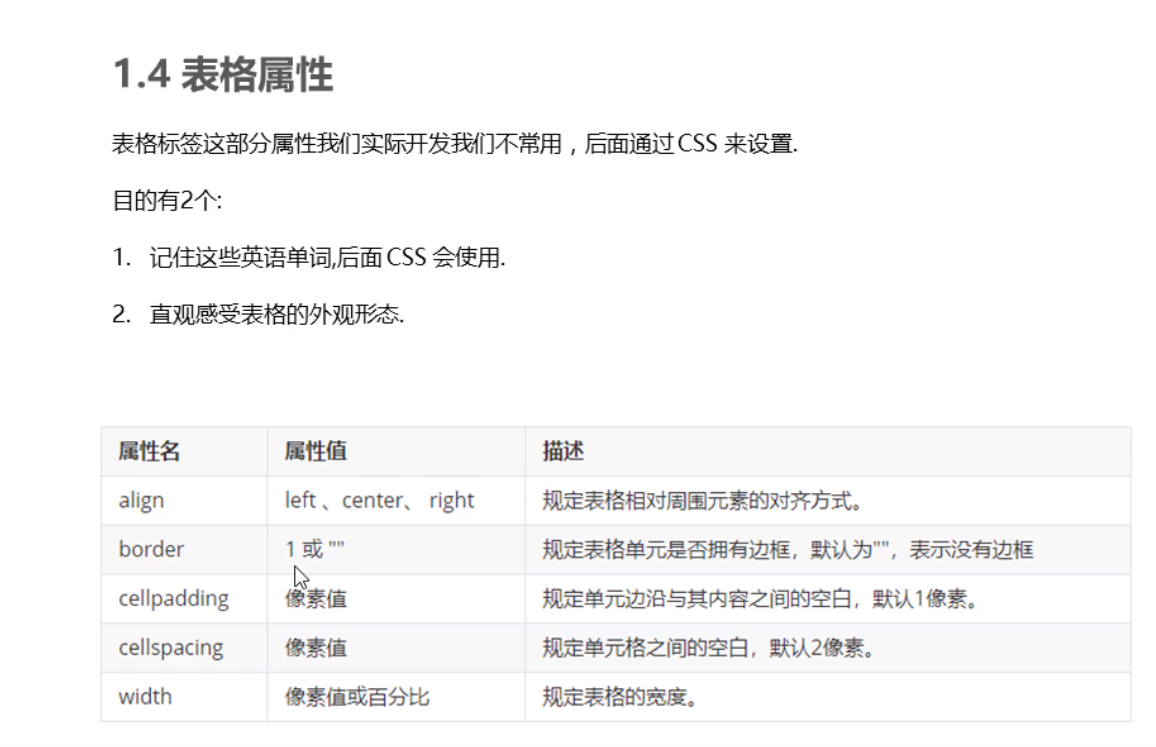 1.4 表格属性
表格标签这部分属性我们实际开发我们不常用，后面通过CSS 来设置.
目的有2个:
1. 记住这些英语单词,后面 CSS 会使用.
2. 直观感受表格的外观形态.
属性名 属性值 描述
align left 、center、 right 规定表格相对周围元素的对齐方式。
border 1 或 "" 规定表格单元是否拥有边框，默认为""，表示没有边框
cellpadding 像素值 规定单元边沿与其内容之间的空白，默认1像素。
cellspacing 像素值 规定单元格之间的空白，默认2像素。
width 像素值或百分比 规定表格的宽度。